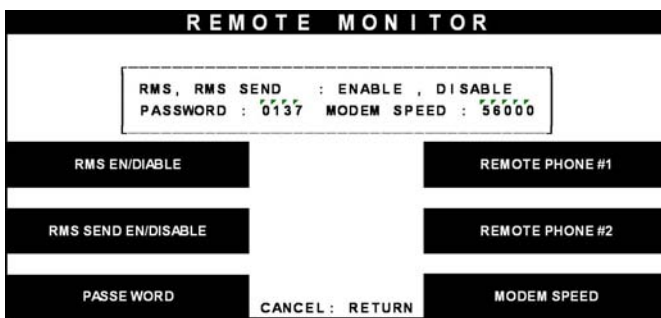 REMOTE MONITOR
RMS, RMS SEND : ENABLE , DISABLE
PASSWORD : 0137 MODEM SPEED : 56000
RMS EN/DIABLE
REMOTE PHONE #1
RMS SEND EN/DISABLE
REMOTE PHONE #2
PASSE WORD
MODEM SPEED
CANCEL: RETURN